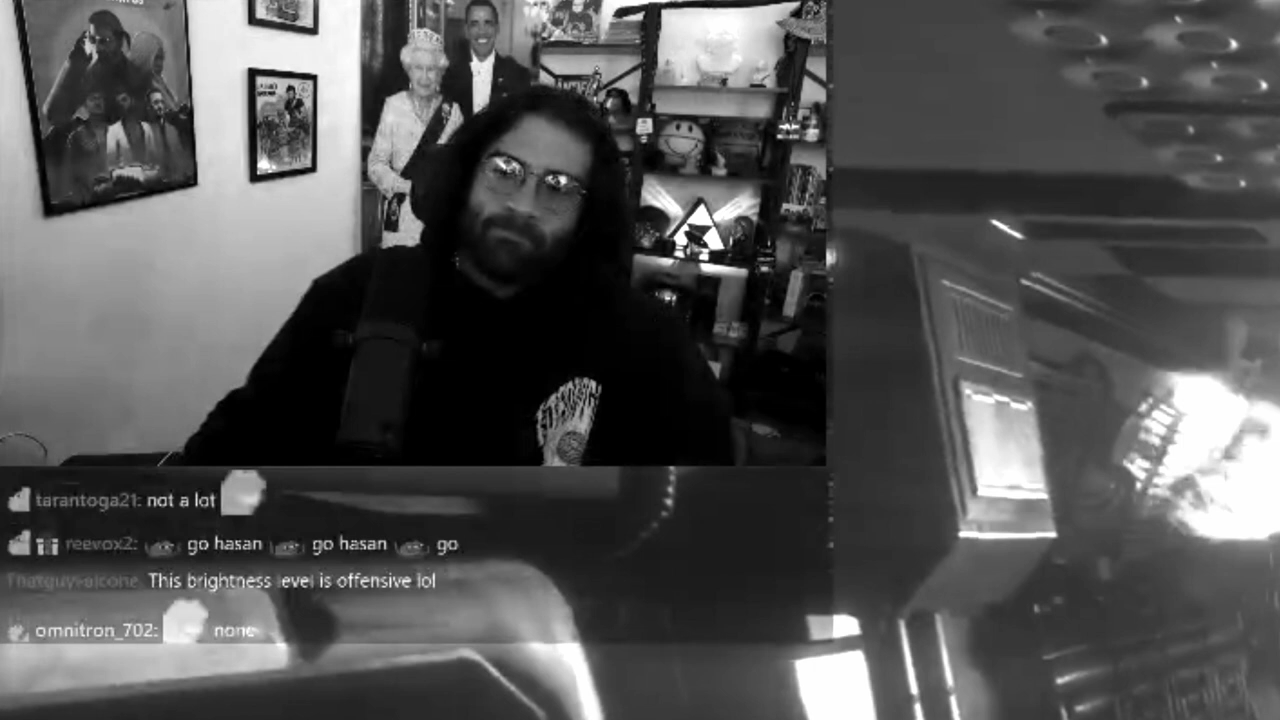 tarantoga21: not a lot
reevox2: go hasan go hasan go
This brightness level is offensive lol
omnitron_702: none